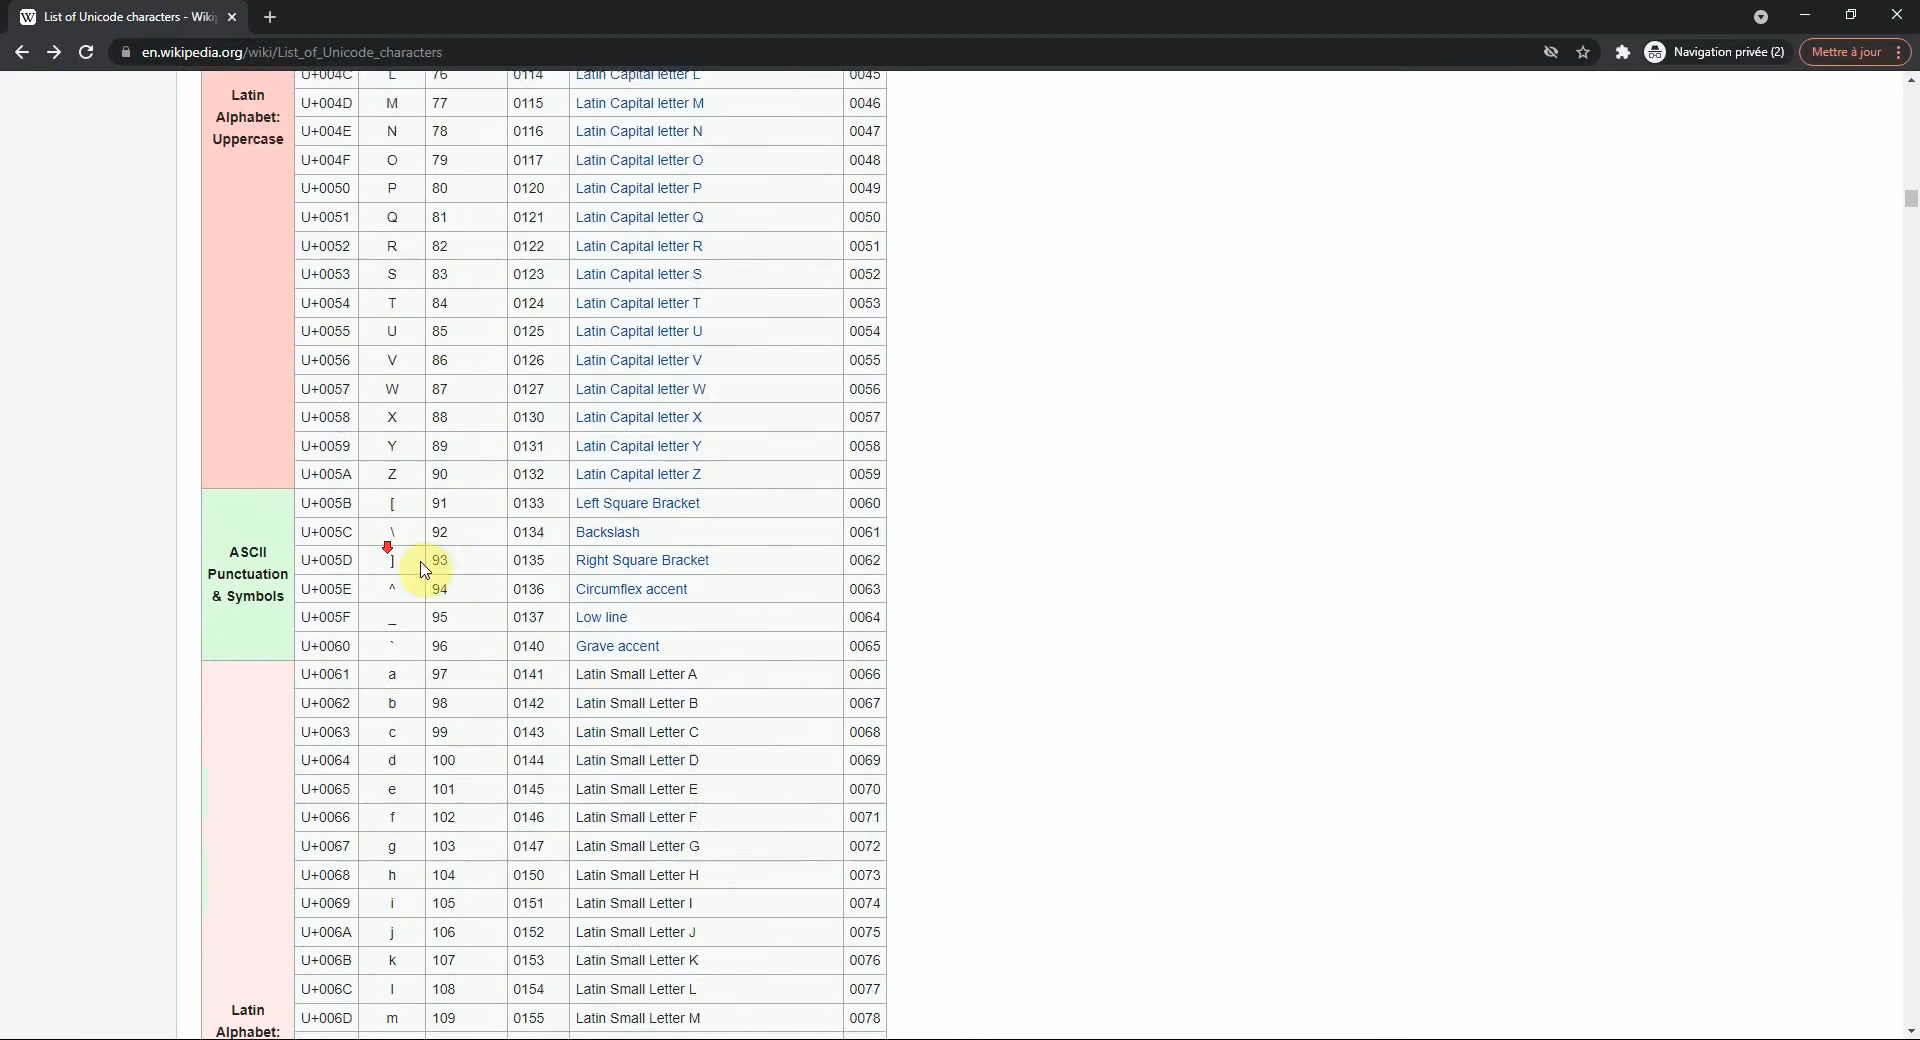 List of Unicode characters - Wiki
en.wikipedia.org/wiki/List_of_Unicode_characters
Navigation privée (2)
Mettre à jour
Latin
Alphabet:
Uppercase
U+004C L 76 0114 Latin Capital letter L 0045
U+004D M 77 0115 Latin Capital letter M 0046
U+004E N 78 0116 Latin Capital letter N 0047
U+004F O 79 0117 Latin Capital letter O 0048
U+0050 P 80 0120 Latin Capital letter P 0049
U+0051 Q 81 0121 Latin Capital letter Q 0050
U+0052 R 82 0122 Latin Capital letter R 0051
U+0053 S 83 0123 Latin Capital letter S 0052
U+0054 T 84 0124 Latin Capital letter T 0053
U+0055 U 85 0125 Latin Capital letter U 0054
U+0056 V 86 0126 Latin Capital letter V 0055
U+0057 W 87 0127 Latin Capital letter W 0056
U+0058 X 88 0130 Latin Capital letter X 0057
U+0059 Y 89 0131 Latin Capital letter Y 0058
U+005A Z 90 0132 Latin Capital letter Z 0059
ASCII
Punctuation
& Symbols
U+005B [ 91 0133 Left Square Bracket 0060
U+005C \ 92 0134 Backslash 0061
U+005D ] 93 0135 Right Square Bracket 0062
U+005E ^ 94 0136 Circumflex accent 0063
U+005F _ 95 0137 Low line 0064
U+0060 ` 96 0140 Grave accent 0065
U+0061 a 97 0141 Latin Small Letter A 0066
U+0062 b 98 0142 Latin Small Letter B 0067
U+0063 c 99 0143 Latin Small Letter C 0068
U+0064 d 100 0144 Latin Small Letter D 0069
U+0065 e 101 0145 Latin Small Letter E 0070
U+0066 f 102 0146 Latin Small Letter F 0071
U+0067 g 103 0147 Latin Small Letter G 0072
U+0068 h 104 0150 Latin Small Letter H 0073
U+0069 i 105 0151 Latin Small Letter I 0074
U+006A j 106 0152 Latin Small Letter J 0075
U+006B k 107 0153 Latin Small Letter K 0076
U+006C l 108 0154 Latin Small Letter L 0077
U+006D m 109 0155 Latin Small Letter M 0078
Latin
Alphabet: